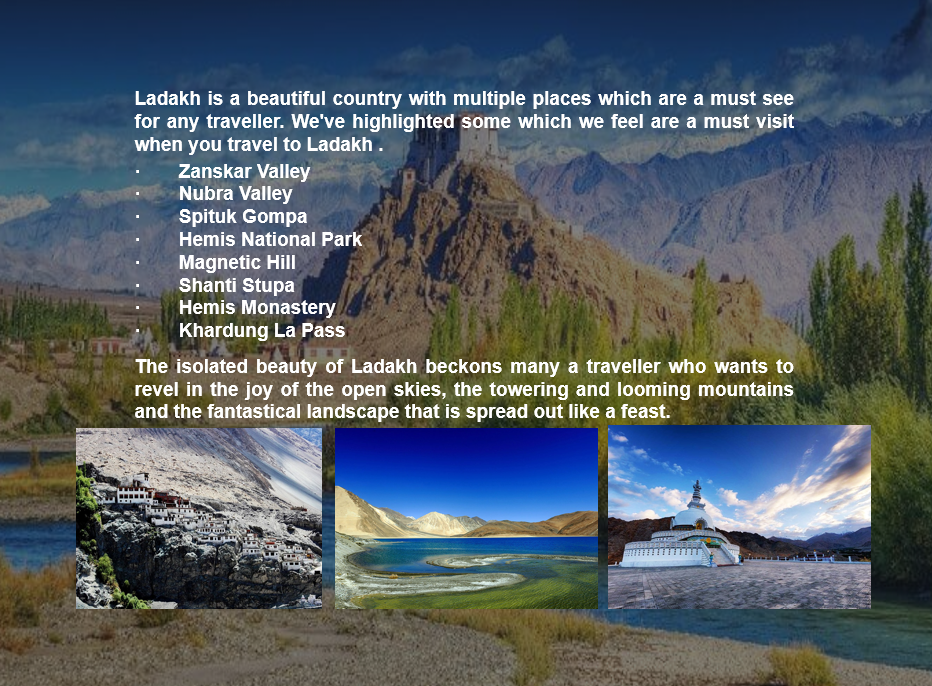 Ladakh is a beautiful country with multiple places which are a must see
for any traveller. We've highlighted some which we feel are a must visit
when you travel to Ladakh .
· Zanskar Valley
· Nubra Valley
· Spituk Gompa
· Hemis National Park
· Magnetic Hill
· Shanti Stupa
· Hemis Monastery
· Khardung La Pass
The isolated beauty of Ladakh beckons many a traveller who wants to
revel in the joy of the open skies, the towering and looming mountains
and the fantastical landscape that is spread out like a feast.